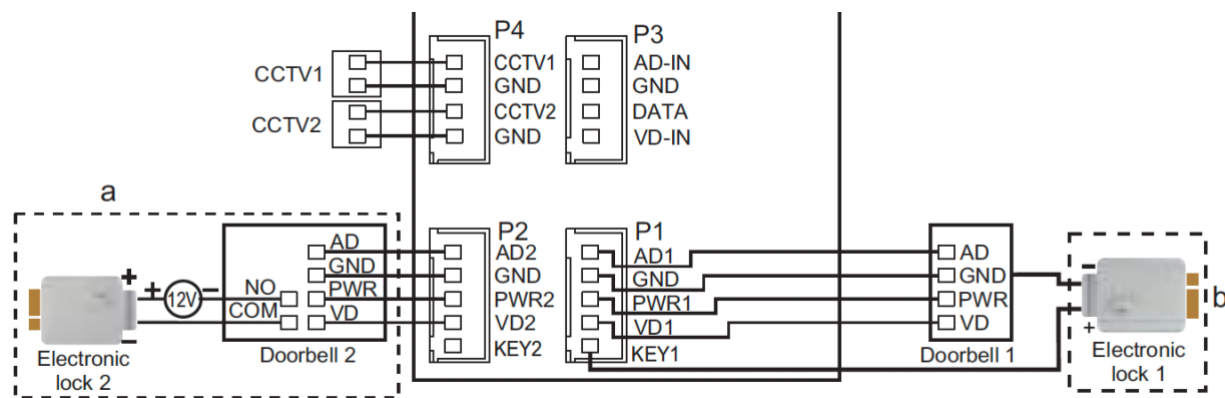 P4
P3
CCTV1
CCTV1
GND
CCTV2
CCTV2
GND
AD-IN
GND
DATA
VD-IN
a
P2
P1
AD
GND
PWR
VD
NO
COM
+
+
12V
−
−
Electronic
lock 2
Doorbell 2
AD2
GND
PWR2
VD2
KEY2
AD1
GND
PWR1
VD1
KEY1
AD
GND
PWR
VD
Doorbell 1
−
+
b
Electronic
lock 1